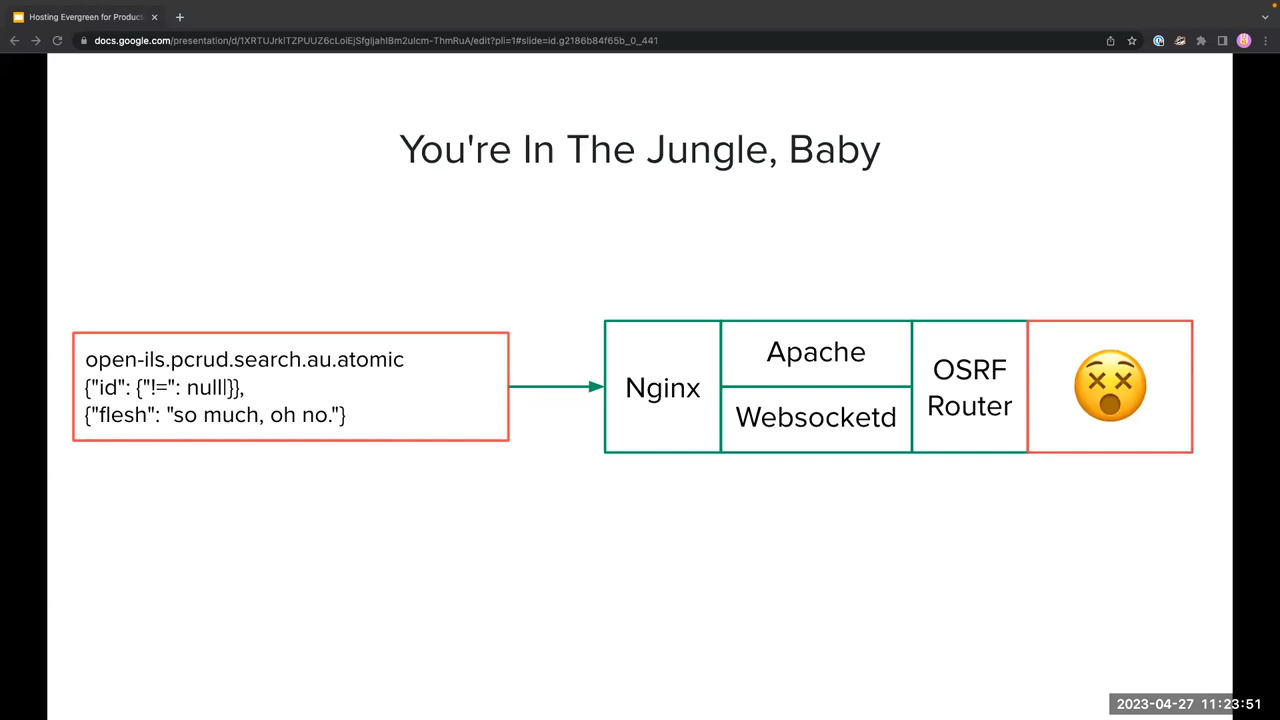 Hosting Evergreen for Product
docs.google.com/presentation/d/1XRTUJrklTZPUUZ6cLoiEjSfgljahIBm2ulcm-ThmRuA/edit?pli=1#slide=id.g2186b84f65b_0_441
You're In The Jungle, Baby
open-ils.pcrud.search.au.atomic
{"id": {"!=": null}},
{"flesh": "so much, oh no."}
Nginx
Apache
Websocketd
OSRF
Router
2023-04-27 11:23:51